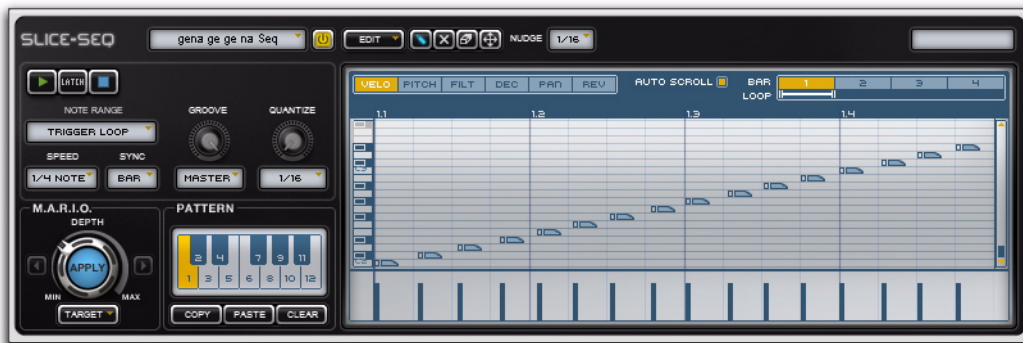 SLICE-SEQ
gena ge ge na Seq
EDIT
NUDGE
1/16
LATCH
NOTE RANGE
TRIGGER LOOP
SPEED
SYNC
1/4 NOTE
BAR
GROOVE
QUANTIZE
MASTER
1/16
M.A.R.I.O.
DEPTH
APPLY
MIN
MAX
TARGET
PATTERN
2 4 7 9 11
1 3 5 6 8 10 12
COPY
PASTE
CLEAR
VELO PITCH FILT DEC PAN REV
AUTO SCROLL
BAR
1 2 3 4
LOOP
1.1 1.2 1.3 1.4